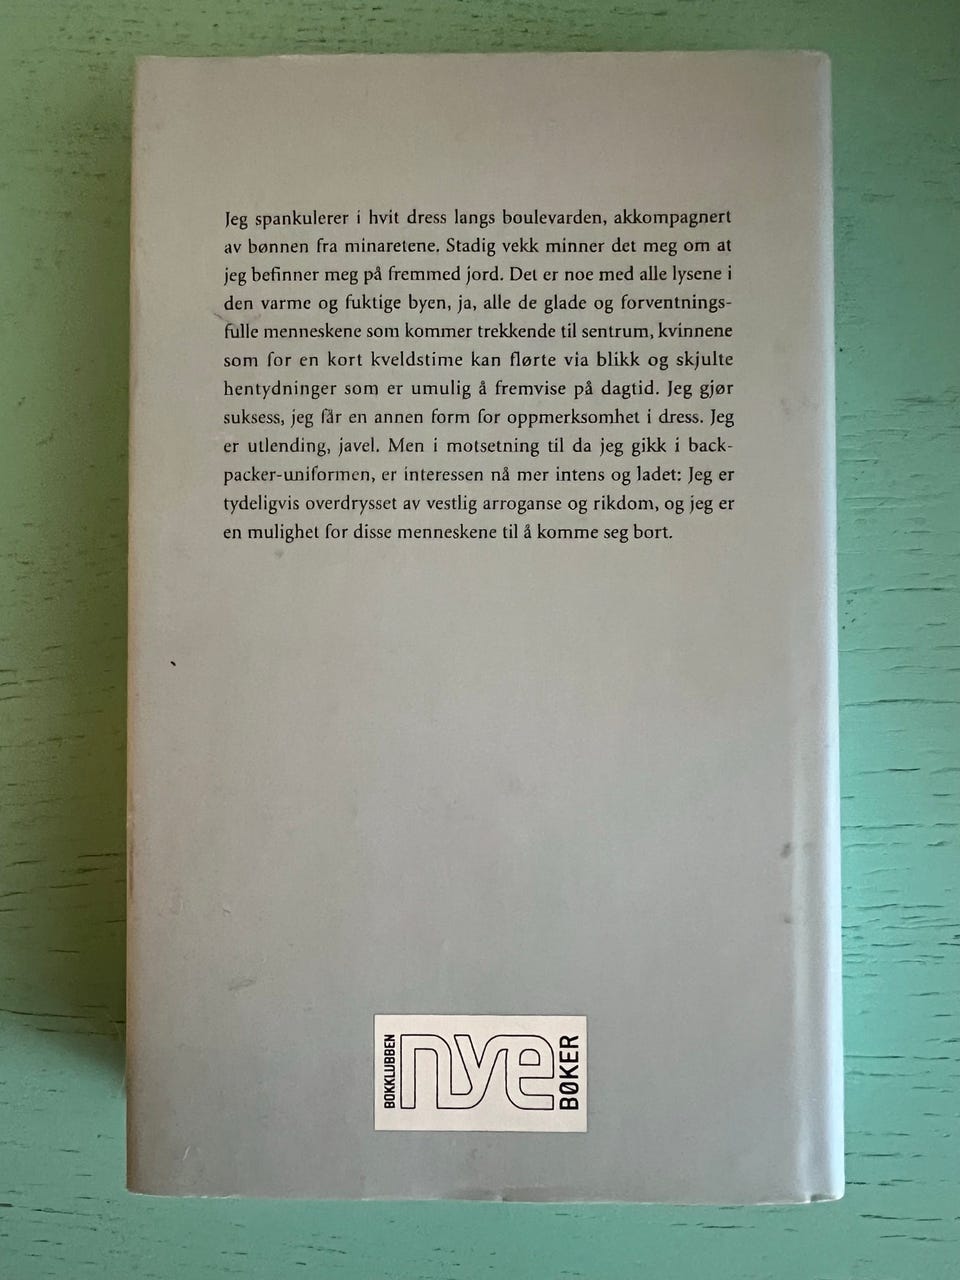 Jeg spankulerer i hvit dress langs boulevarden, akkompagnert
av bønnen fra minaretene. Stadig vekk minner det meg om at
jeg befinner meg på fremmed jord. Det er noe med alle lysene i
den varme og fuktige byen, ja, alle de glade og forventnings-
fulle menneskene som kommer trekkende til sentrum, kvinnene
som for en kort kveldstime kan flørte via blikk og skjulte
hentydninger som er umulig å fremvise på dagtid. Jeg gjør
suksess, jeg får en annen form for oppmerksomhet i dress. Jeg
er utlending, javel. Men i motsetning til da jeg gikk i back-
packer-uniformen, er interessen nå mer intens og ladet: Jeg er
tydeligvis overdrysset av vestlig arroganse og rikdom, og jeg er
en mulighet for disse menneskene til å komme seg bort.
BOKKLUBBEN
nye
BØKER